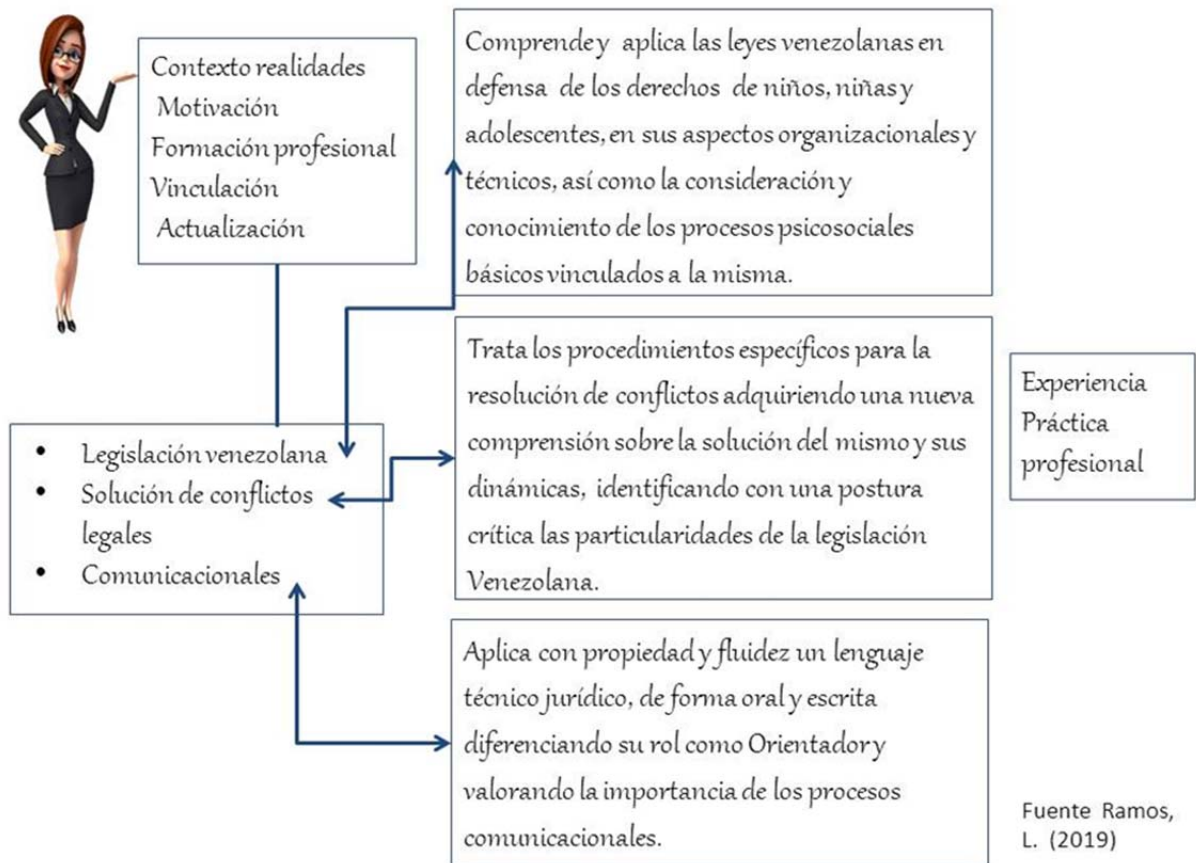 Contexto realidades
Motivación
Formación profesional
Vinculación
Actualización
Comprende y aplica las leyes venezolanas en
defensa de los derechos de niños, niñas y
adolescentes, en sus aspectos organizacionales y
técnicos, así como la consideración y
conocimiento de los procesos psicosociales
básicos vinculados a la misma.
• Legislación venezolana
• Solución de conflictos
legales
• Comunicacionales
Trata los procedimientos específicos para la
resolución de conflictos adquiriendo una nueva
comprensión sobre la solución del mismo y sus
dinámicas, identificando con una postura
crítica las particularidades de la legislación
Venezolana.
Experiencia
Práctica
profesional
Aplica con propiedad y fluidez un lenguaje
técnico jurídico, de forma oral y escrita
diferenciando su rol como Orientador y
valorando la importancia de los procesos
comunicacionales.
Fuente Ramos,
L. (2019)